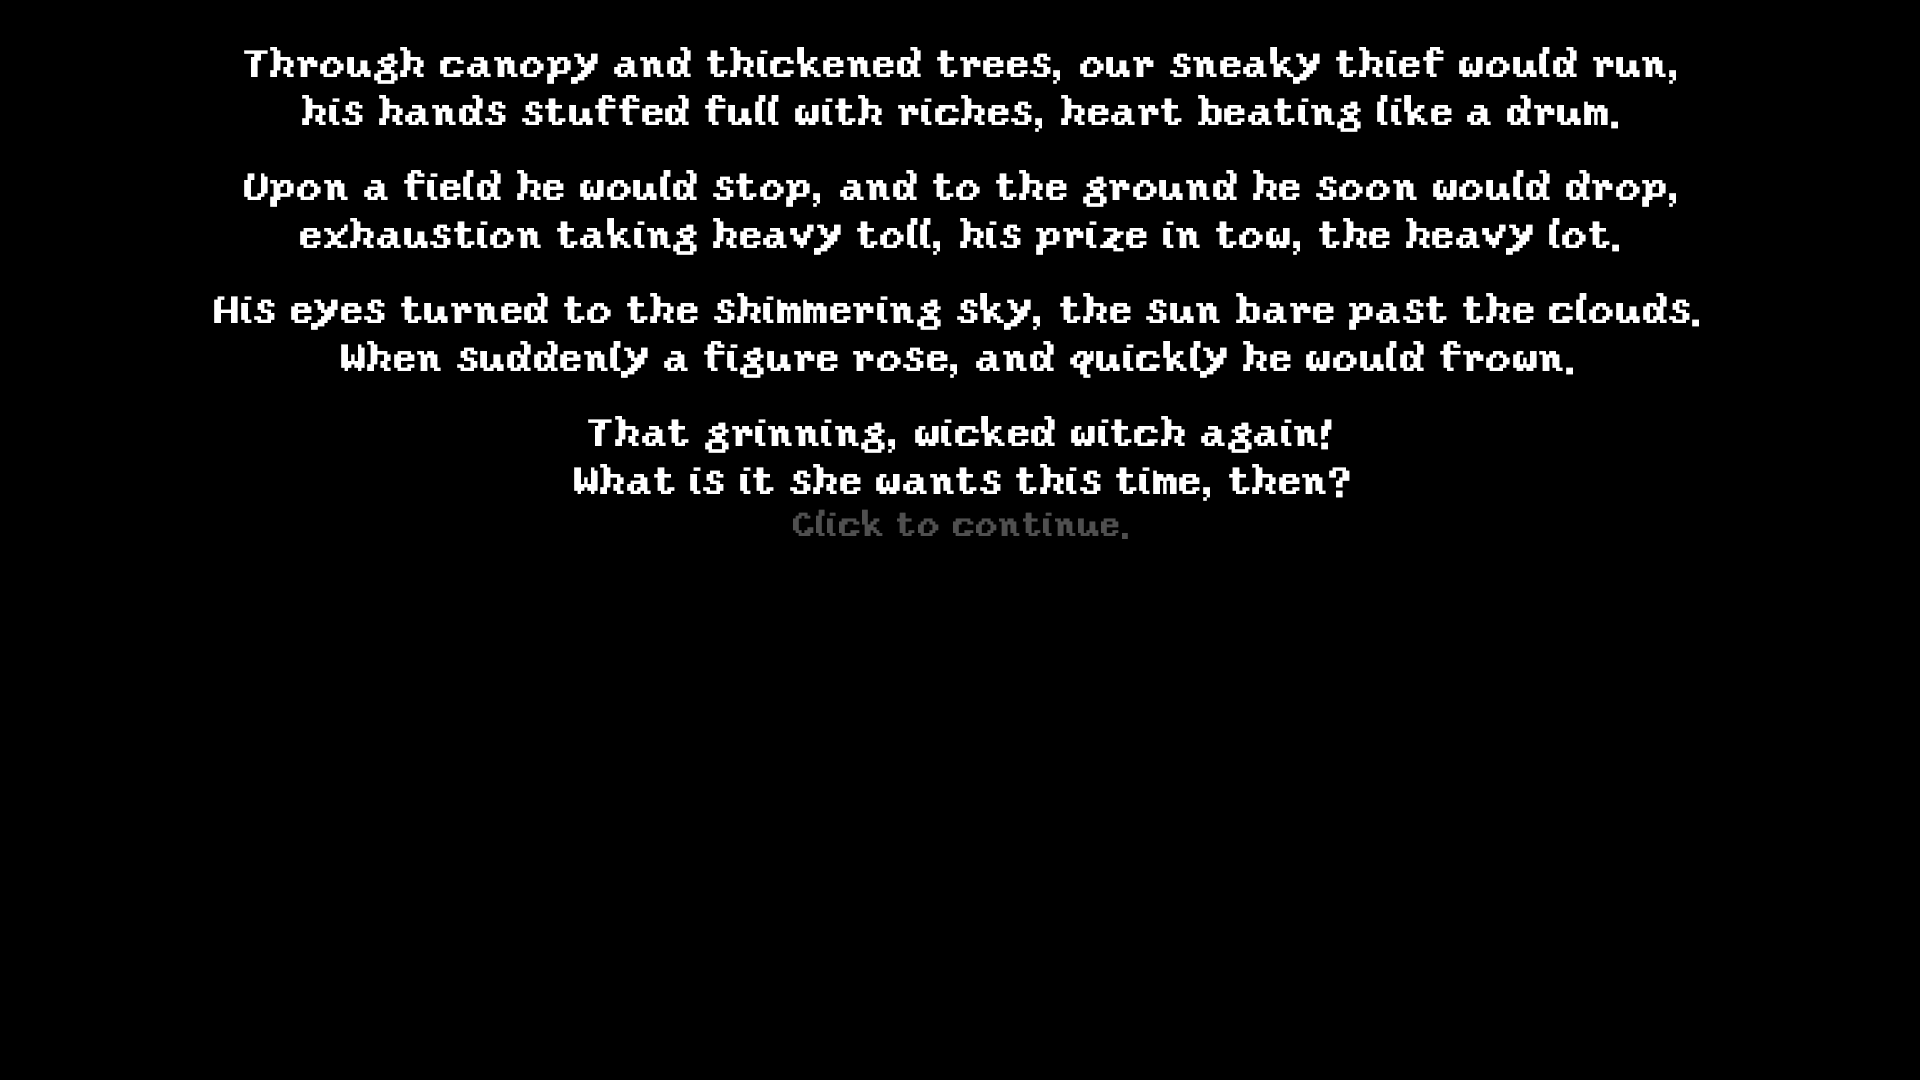 Through canopy and thickened trees, our sneaky thief would run,
his hands stuffed full with riches, heart beating like a drum.
Upon a field he would stop, and to the ground he soon would drop,
exhaustion taking heavy toll, his prize in tow, the heavy lot.
His eyes turned to the shimmering sky, the sun bare past the clouds.
When suddenly a figure rose, and quickly he would frown.
That grinning, wicked witch again!
What is it she wants this time, then?
Click to continue.